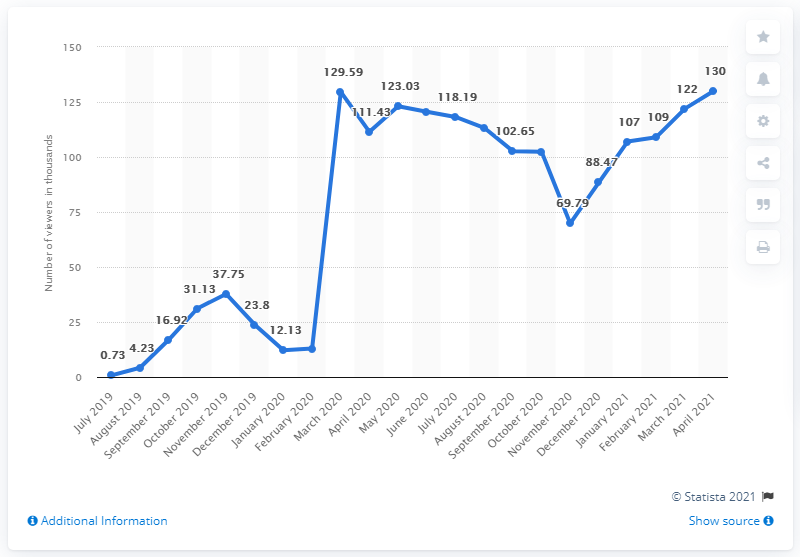 Number of viewers in thousands
150
125
100
75
50
25
0
0.73
4.23
16.92
31.13
37.75
23.8
12.13
129.59
111.43
123.03
118.19
102.65
69.79
88.47
107
109
122
130
July 2019
August 2019
September 2019
October 2019
November 2019
December 2019
January 2020
February 2020
March 2020
April 2020
May 2020
June 2020
July 2020
August 2020
September 2020
October 2020
November 2020
December 2020
January 2021
February 2021
March 2021
April 2021
© Statista 2021
Additional Information
Show source